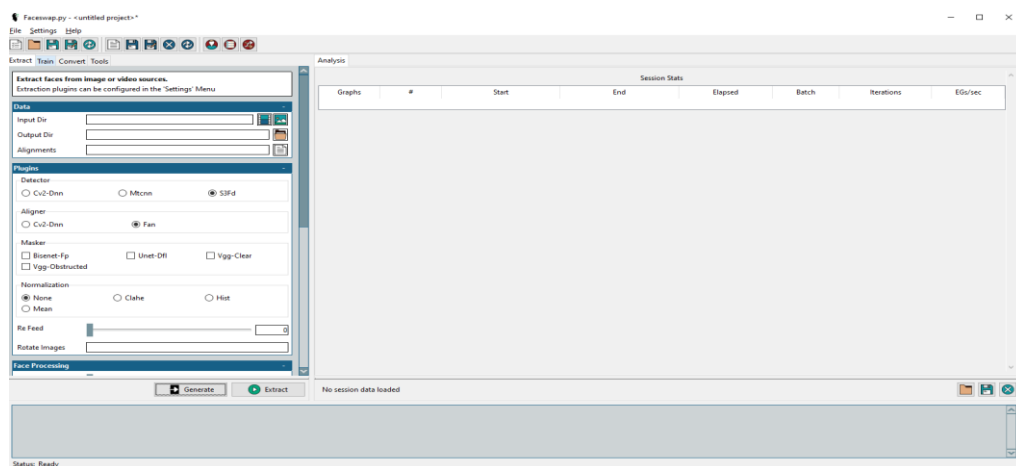 Faceswap.py - <untitled project>*
File Settings Help
Extract Train Convert Tools
Extract faces from image or video sources.
Extraction plugins can be configured in the 'Settings' Menu
Data -
Input Dir
Output Dir
Alignments
Plugins -
Detector
Cv2-Dnn Mtcnn S3Fd
Aligner
Cv2-Dnn Fan
Masker
Bisenet-Fp Unet-Dfl Vgg-Clear
Vgg-Obstructed
Normalization
None Clahe Hist
Mean
Re Feed 0
Rotate Images
Face Processing -
Generate Extract
Analysis
Session Stats
Graphs # Start End Elapsed Batch Iterations EGs/sec
No session data loaded
Status: Ready